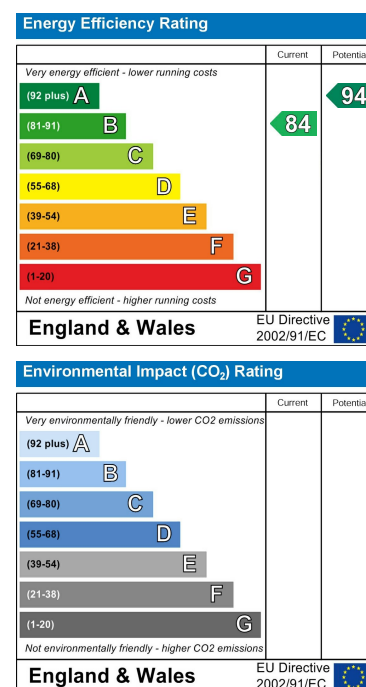 Energy Efficiency Rating
Current Potentia
Very energy efficient - lower running costs
(92 plus) A
94
(81-91) B
84
(69-80) C
(55-68) D
(39-54) E
(21-38) F
(1-20) G
Not energy efficient - higher running costs
England & Wales
EU Directive
2002/91/EC
Environmental Impact (CO₂) Rating
Current Potentia
Very environmentally friendly - lower CO2 emissions
(92 plus) A
(81-91) B
(69-80) C
(55-68) D
(39-54) E
(21-38) F
(1-20) G
Not environmentally friendly - higher CO2 emissions
England & Wales
EU Directive
2002/91/EC